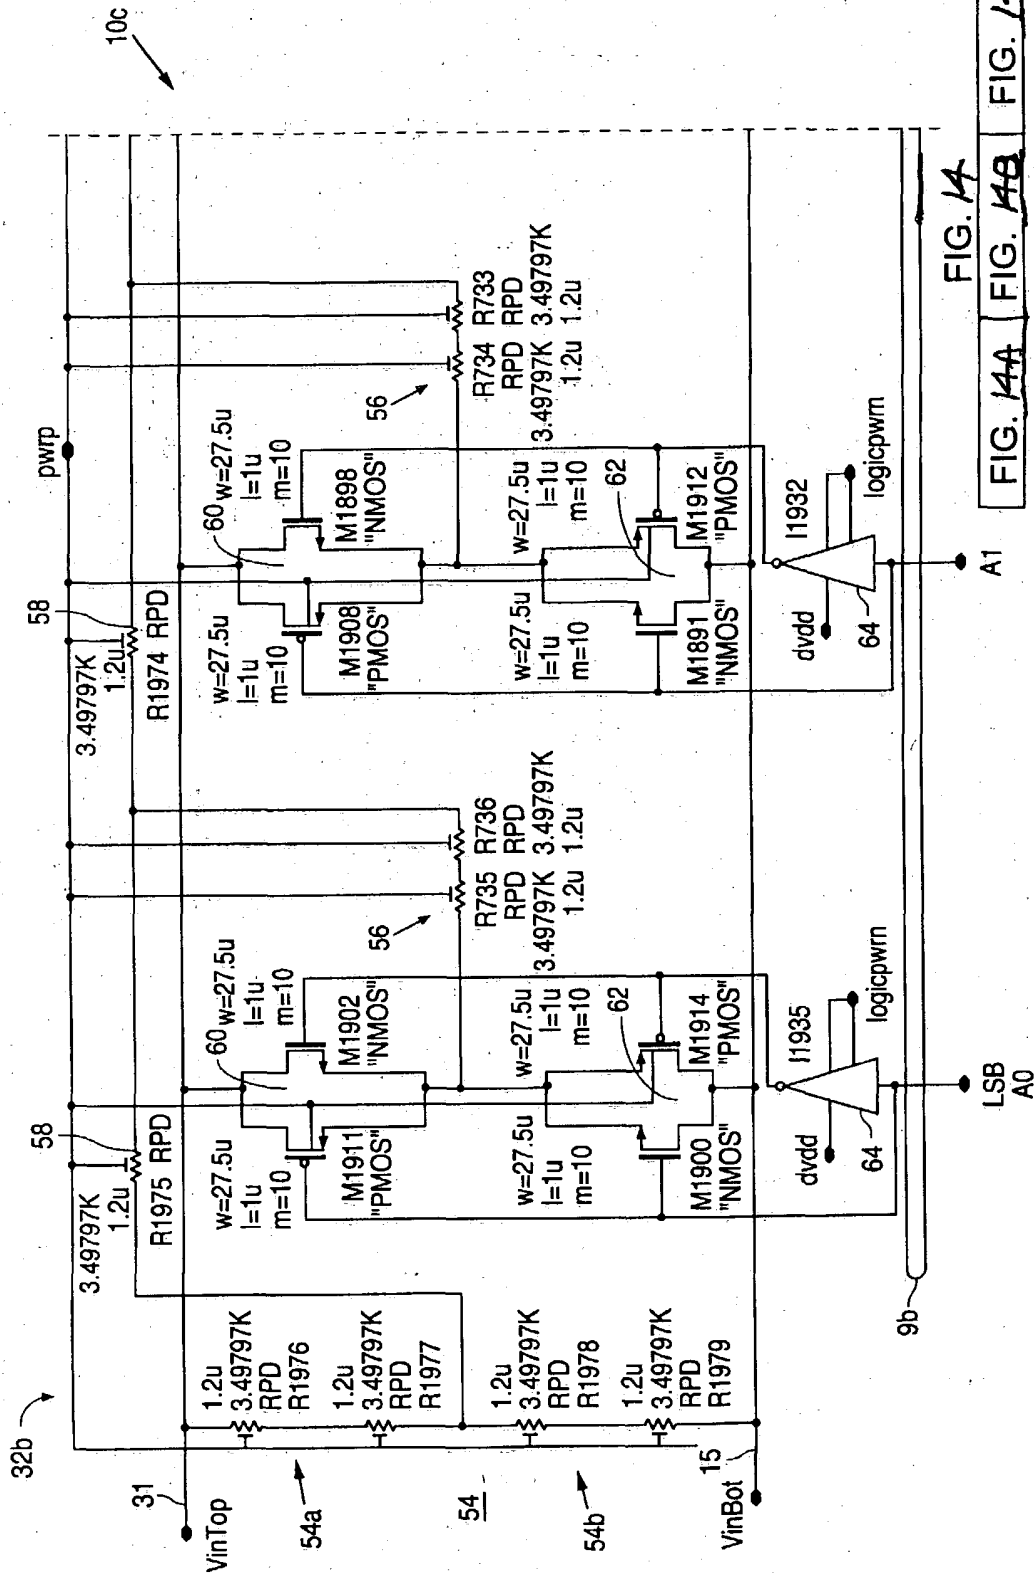 10c
32b
pwrp
58
3.49797K
1.2u
R1975 RPD
58
3.49797K
1.2u
R1974 RPD
31
VinTop
54a
54
54b
15
VinBot
1.2u
3.49797K
RPD
R1976
1.2u
3.49797K
RPD
R1977
1.2u
3.49797K
RPD
R1978
1.2u
3.49797K
RPD
R1979
60
w=27.5u
l=1u
m=10
M1911
"PMOS"
w=27.5u
l=1u
m=10
M1902
"NMOS"
56
R735 R736
RPD RPD
3.49797K 3.49797K
1.2u 1.2u
w=27.5u
l=1u
m=10
M1900
"NMOS"
w=27.5u
l=1u
m=10
62
M1914
"PMOS"
dvdd
64
I1935
logicpwrn
LSB
A0
60
w=27.5u
l=1u
m=10
M1908
"PMOS"
w=27.5u
l=1u
m=10
M1898
"NMOS"
56
R734 R733
RPD RPD
3.49797K 3.49797K
1.2u 1.2u
w=27.5u
l=1u
m=10
M1891
"NMOS"
w=27.5u
l=1u
m=10
62
M1912
"PMOS"
dvdd
64
I1932
logicpwrn
A1
9b
FIG. 14
FIG. 14A FIG. 14B FIG.